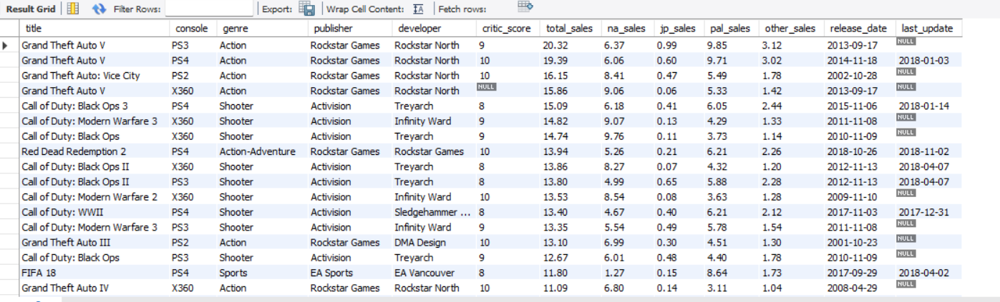 Result Grid Filter Rows: Export: Wrap Cell Content: IA Fetch rows:
title console genre publisher developer critic_score total_sales na_sales jp_sales pal_sales other_sales release_date last_update
Grand Theft Auto V PS3 Action Rockstar Games Rockstar North 9 20.32 6.37 0.99 9.85 3.12 2013-09-17 NULL
Grand Theft Auto V PS4 Action Rockstar Games Rockstar North 10 19.39 6.06 0.60 9.71 3.02 2014-11-18 2018-01-03
Grand Theft Auto: Vice City PS2 Action Rockstar Games Rockstar North 10 16.15 8.41 0.47 5.49 1.78 2002-10-28 NULL
Grand Theft Auto V X360 Action Rockstar Games Rockstar North NULL 15.86 9.06 0.06 5.33 1.42 2013-09-17 NULL
Call of Duty: Black Ops 3 PS4 Shooter Activision Treyarch 8 15.09 6.18 0.41 6.05 2.44 2015-11-06 2018-01-14
Call of Duty: Modern Warfare 3 X360 Shooter Activision Infinity Ward 9 14.82 9.07 0.13 4.29 1.33 2011-11-08 NULL
Call of Duty: Black Ops X360 Shooter Activision Treyarch 9 14.74 9.76 0.11 3.73 1.14 2010-11-09 NULL
Red Dead Redemption 2 PS4 Action-Adventure Rockstar Games Rockstar Games 10 13.94 5.26 0.21 6.21 2.26 2018-10-26 2018-11-02
Call of Duty: Black Ops II X360 Shooter Activision Treyarch 8 13.86 8.27 0.07 4.32 1.20 2012-11-13 2018-04-07
Call of Duty: Black Ops II PS3 Shooter Activision Treyarch 8 13.80 4.99 0.65 5.88 2.28 2012-11-13 2018-04-07
Call of Duty: Modern Warfare 2 X360 Shooter Activision Infinity Ward 10 13.53 8.54 0.08 3.63 1.28 2009-11-10 NULL
Call of Duty: WWII PS4 Shooter Activision Sledgehammer ... 8 13.40 4.67 0.40 6.21 2.12 2017-11-03 2017-12-31
Call of Duty: Modern Warfare 3 PS3 Shooter Activision Infinity Ward 9 13.35 5.54 0.49 5.78 1.54 2011-11-08 NULL
Grand Theft Auto III PS2 Action Rockstar Games DMA Design 10 13.10 6.99 0.30 4.51 1.30 2001-10-23 NULL
Call of Duty: Black Ops PS3 Shooter Activision Treyarch 9 12.67 6.01 0.48 4.40 1.78 2010-11-09 NULL
FIFA 18 PS4 Sports EA Sports EA Vancouver 8 11.80 1.27 0.15 8.64 1.73 2017-09-29 2018-04-02
Grand Theft Auto IV X360 Action Rockstar Games Rockstar North 10 11.09 6.80 0.14 3.11 1.04 2008-04-29 NULL